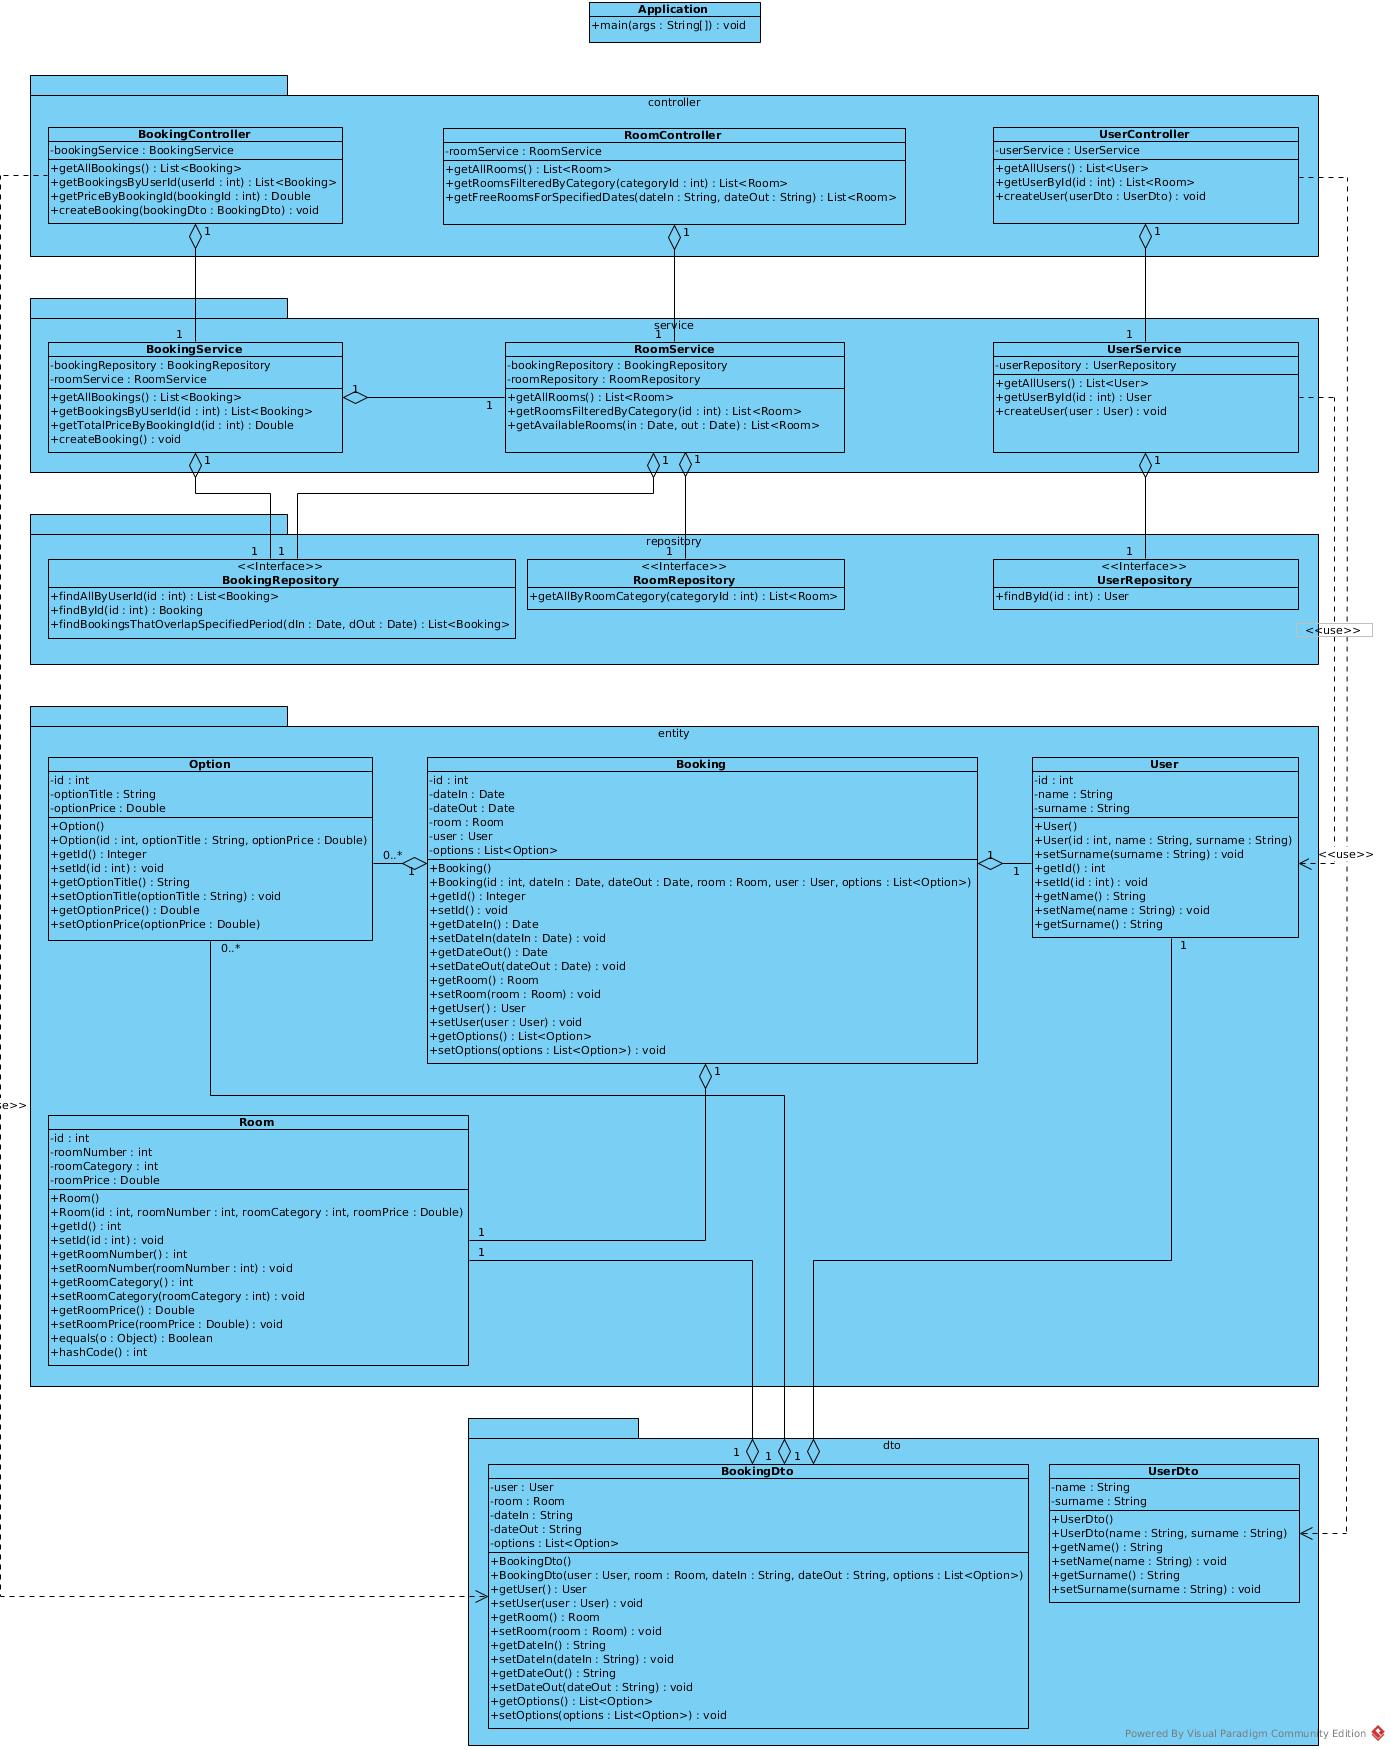 Application
+main(args : String[]) : void
controller
BookingController
-bookingService : BookingService
+getAllBookings() : List<Booking>
+getBookingsByUserId(userId : int) : List<Booking>
+getPriceByBookingId(bookingId : int) : Double
+createBooking(bookingDto : BookingDto) : void
1
RoomController
-roomService : RoomService
+getAllRooms() : List<Room>
+getRoomsFilteredByCategory(categoryId : int) : List<Room>
+getFreeRoomsForSpecifiedDates(dateIn : String, dateOut : String) : List<Room>
1
UserController
-userService : UserService
+getAllUsers() : List<User>
+getUserById(id : int) : List<Room>
+createUser(userDto : UserDto) : void
1
service
1
BookingService
-bookingRepository : BookingRepository
-roomService : RoomService
+getAllBookings() : List<Booking>
+getBookingsByUserId(id : int) : List<Booking>
+getTotalPriceByBookingId(id : int) : Double
+createBooking() : void
1
1
1
1
RoomService
-bookingRepository : BookingRepository
-roomRepository : RoomRepository
+getAllRooms() : List<Room>
+getRoomsFilteredByCategory(id : int) : List<Room>
+getAvailableRooms(in : Date, out : Date) : List<Room>
1
1
1
UserService
-userRepository : UserRepository
+getAllUsers() : List<User>
+getUserById(id : int) : User
+createUser(user : User) : void
1
repository
1
1
<<Interface>>
BookingRepository
+findAllByUserId(id : int) : List<Booking>
+findById(id : int) : Booking
+findBookingsThatOverlapSpecifiedPeriod(dIn : Date, dOut : Date) : List<Booking>
1
<<Interface>>
RoomRepository
+getAllByRoomCategory(categoryId : int) : List<Room>
1
<<Interface>>
UserRepository
+findById(id : int) : User
<<use>>
entity
Option
-id : int
-optionTitle : String
-optionPrice : Double
+Option()
+Option(id : int, optionTitle : String, optionPrice : Double)
+getId() : Integer
+setId(id : int) : void
+getOptionTitle() : String
+setOptionTitle(optionTitle : String) : void
+getOptionPrice() : Double
+setOptionPrice(optionPrice : Double)
0..*
0..*
1
Booking
-id : int
-dateIn : Date
-dateOut : Date
-room : Room
-user : User
-options : List<Option>
+Booking()
+Booking(id : int, dateIn : Date, dateOut : Date, room : Room, user : User, options : List<Option>)
+getId() : Integer
+setId() : void
+getDateIn() : Date
+setDateIn(dateIn : Date) : void
+getDateOut() : Date
+setDateOut(dateOut : Date) : void
+getRoom() : Room
+setRoom(room : Room) : void
+getUser() : User
+setUser(user : User) : void
+getOptions() : List<Option>
+setOptions(options : List<Option>) : void
1
1
1
User
-id : int
-name : String
-surname : String
+User()
+User(id : int, name : String, surname : String)
+setSurname(surname : String) : void
+getId() : int
+setId(id : int) : void
+getName() : String
+setName(name : String) : void
+getSurname() : String
<<use>>
1
se>>
Room
-id : int
-roomNumber : int
-roomCategory : int
-roomPrice : Double
+Room()
+Room(id : int, roomNumber : int, roomCategory : int, roomPrice : Double)
+getId() : int
+setId(id : int) : void
+getRoomNumber() : int
+setRoomNumber(roomNumber : int) : void
+getRoomCategory() : int
+setRoomCategory(roomCategory : int) : void
+getRoomPrice() : Double
+setRoomPrice(roomPrice : Double) : void
+equals(o : Object) : Boolean
+hashCode() : int
1
1
dto
1
1
1
BookingDto
-user : User
-room : Room
-dateIn : String
-dateOut : String
-options : List<Option>
+BookingDto()
+BookingDto(user : User, room : Room, dateIn : String, dateOut : String, options : List<Option>)
+getUser() : User
+setUser(user : User) : void
+getRoom() : Room
+setRoom(room : Room) : void
+getDateIn() : String
+setDateIn(dateIn : String) : void
+getDateOut() : String
+setDateOut(dateOut : String) : void
+getOptions() : List<Option>
+setOptions(options : List<Option>) : void
UserDto
-name : String
-surname : String
+UserDto()
+UserDto(name : String, surname : String)
+getName() : String
+setName(name : String) : void
+getSurname() : String
+setSurname(surname : String) : void
Powered By Visual Paradigm Community Edition